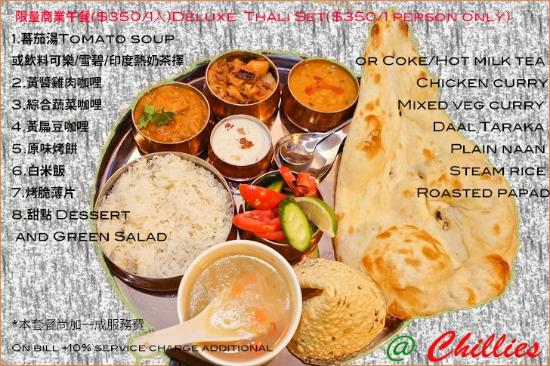 限量商業午餐($350/1人)Deluxe Thali Set($350/1 person only)
1.蕃茄湯Tomato soup
或飲料可樂/雪碧/印度熱奶茶擇 or Coke/Hot milk tea
2.黃醬雞肉咖哩 Chicken curry
3.綜合蔬菜咖哩 Mixed veg curry
4.黃扁豆咖哩 Daal Taraka
5.原味烤餅 Plain naan
6.白米飯 Steam rice
7.烤脆薄片 Roasted papad
8.甜點 Dessert
and Green Salad
*本套餐尚加一成服務費
On bill +10% service charge additional
@ Chillies